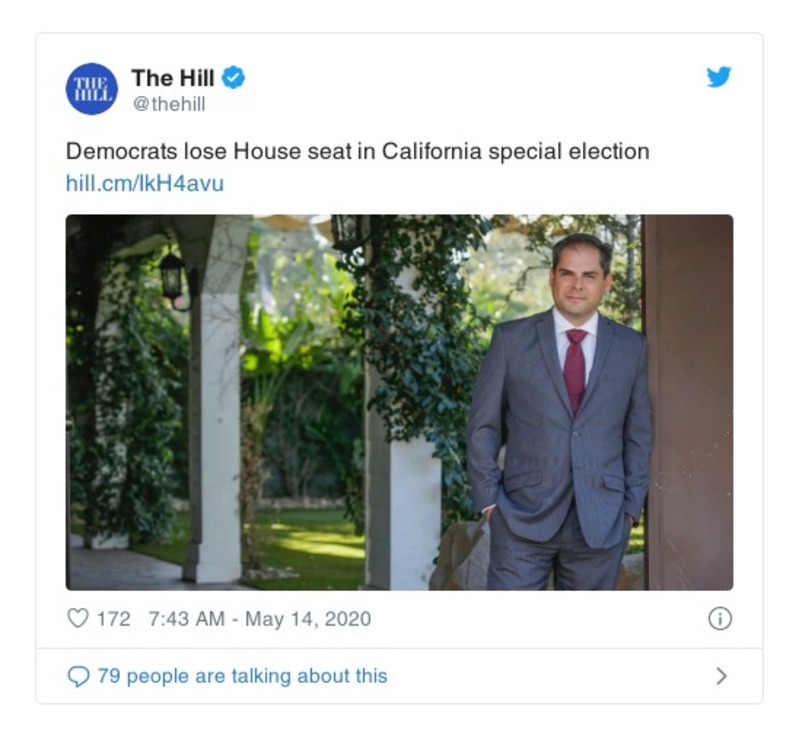 THE
HILL
The Hill
@thehill
Democrats lose House seat in California special election
hill.cm/IkH4avu
172 7:43 AM - May 14, 2020
79 people are talking about this